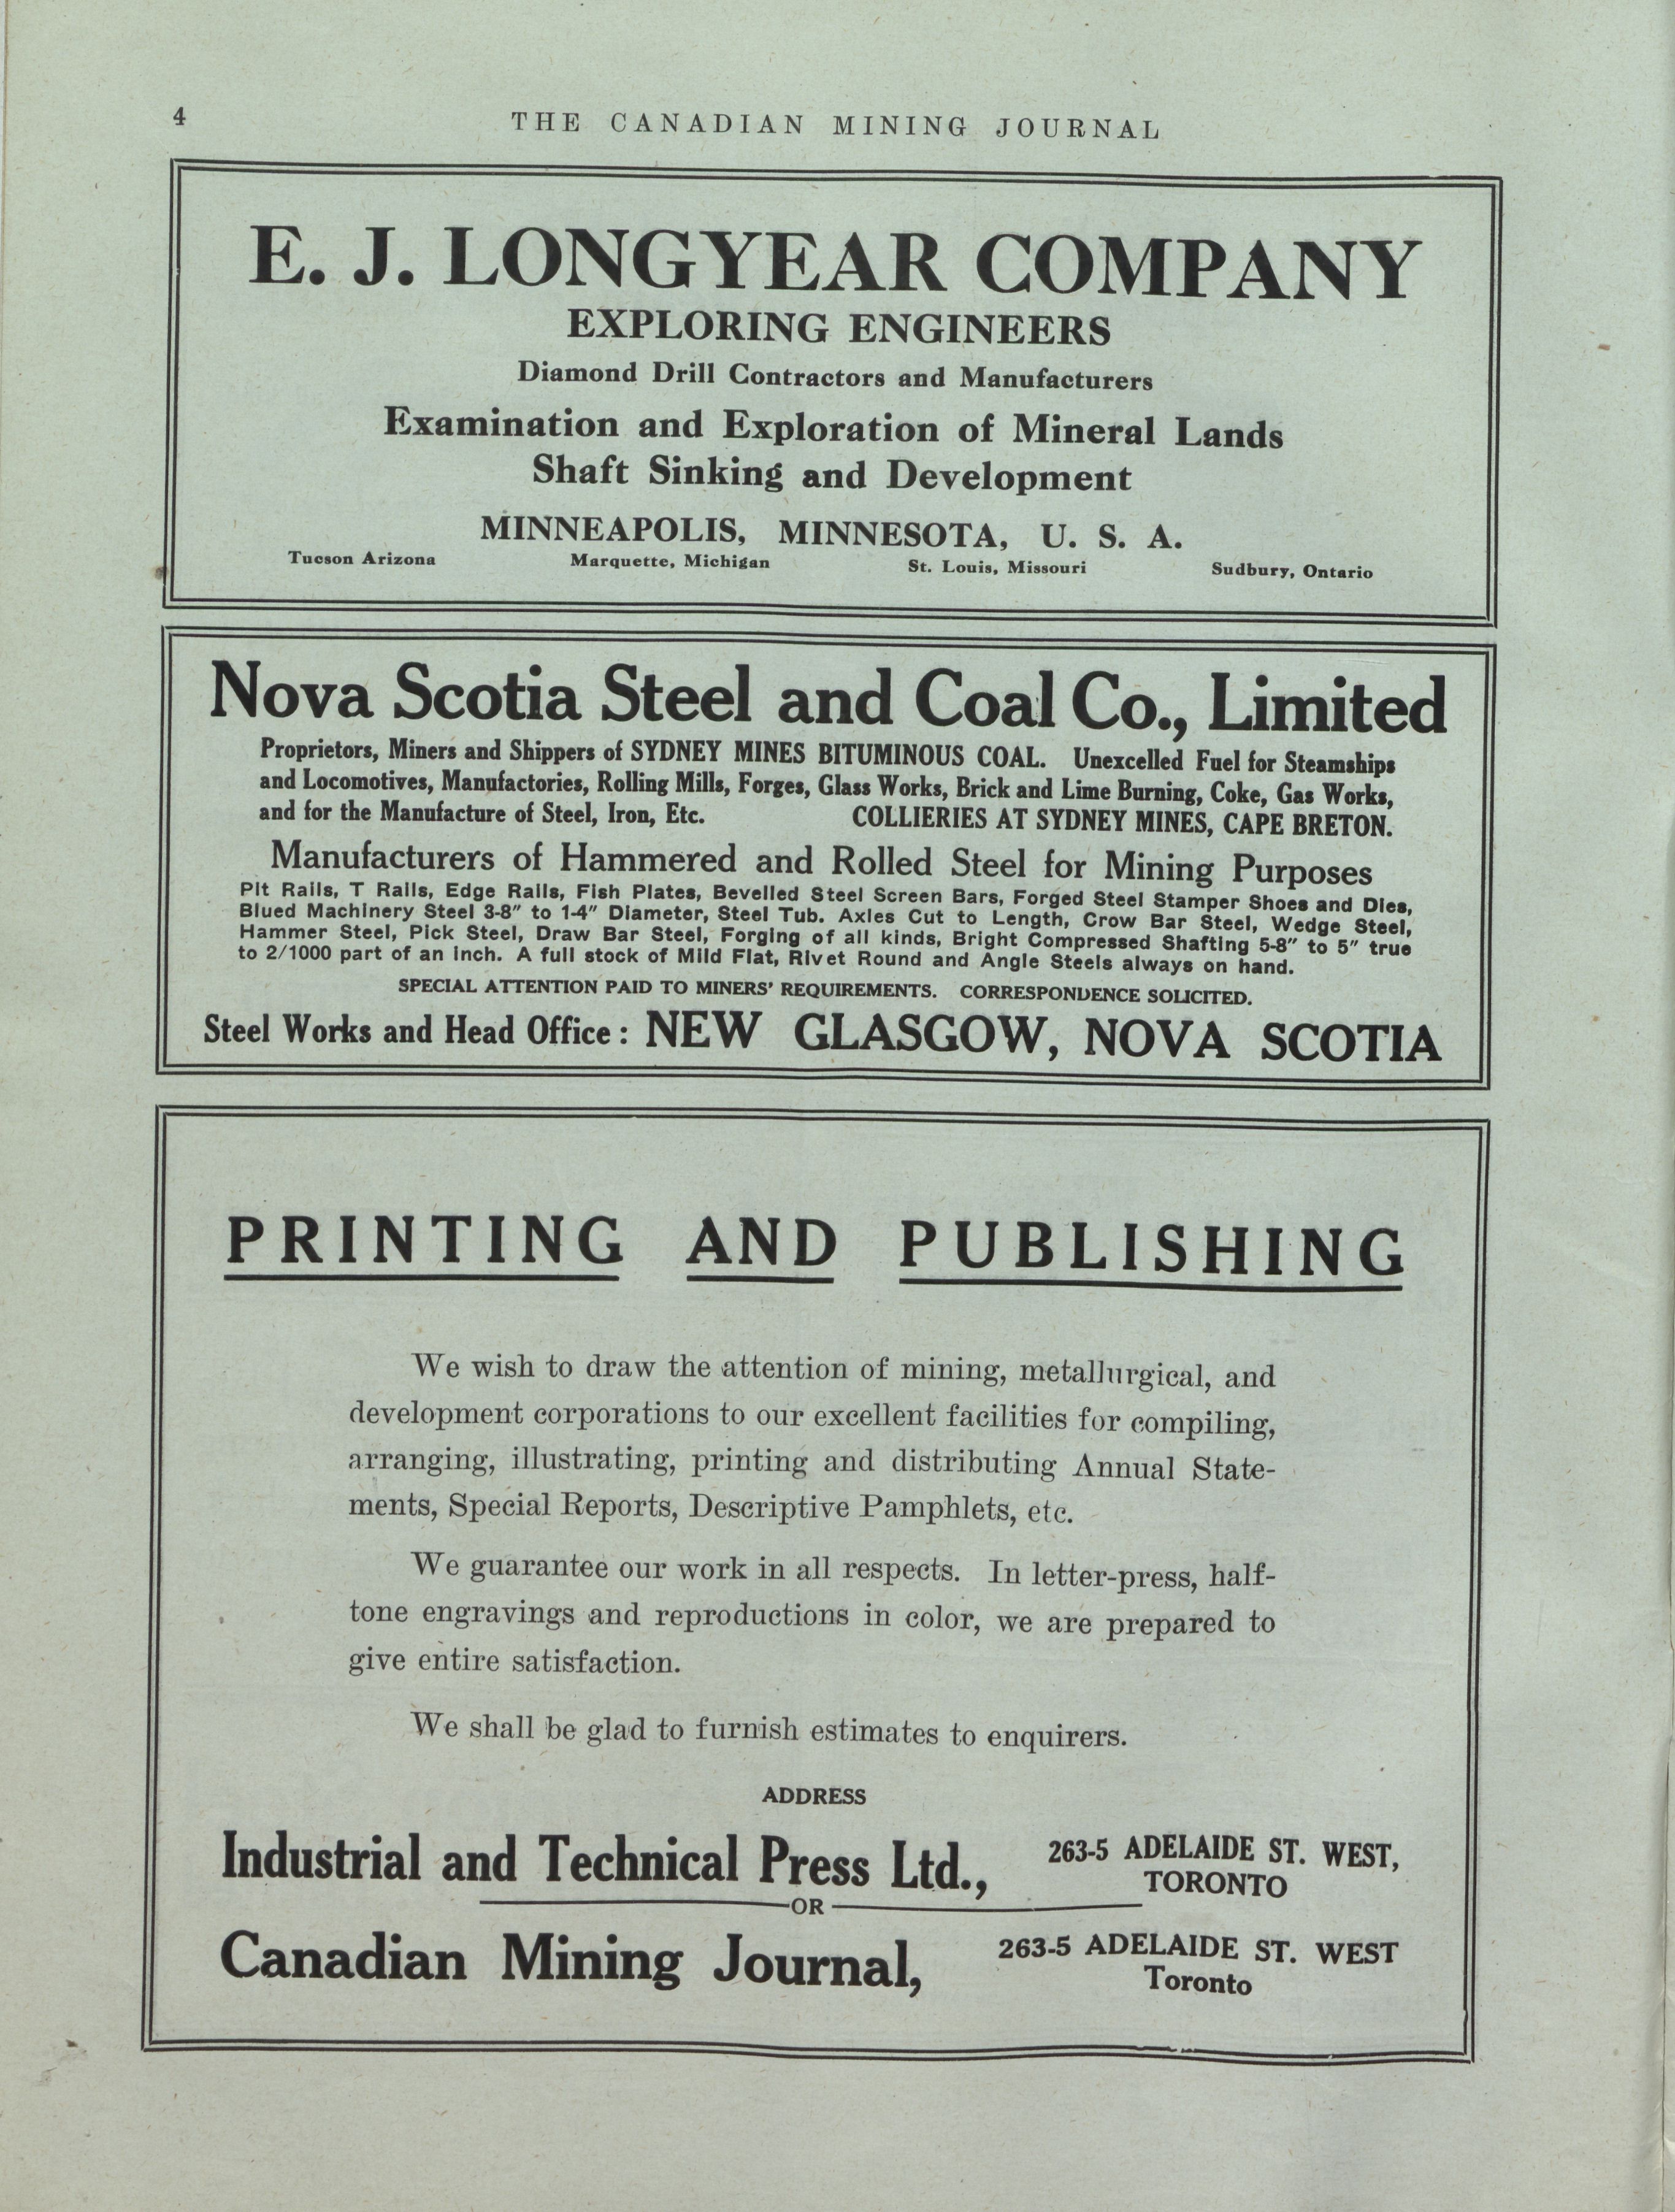 4
THE CANADIAN MINING JOURNAL
E. J. LONGYEAR COMPANY
EXPLORING ENGINEERS
Diamond Drill Contractors and Manufacturers
Examination and Exploration of Mineral Lands
Shaft Sinking and Development
MINNEAPOLIS, MINNESOTA, U. S. A.
Tucson Arizona Marquette, Michigan St. Louis, Missouri Sudbury, Ontario
Nova Scotia Steel and Coal Co., Limited
Proprietors, Miners and Shippers of SYDNEY MINES BITUMINOUS COAL. Unexcelled Fuel for Steamships
and Locomotives, Manufactories, Rolling Mills, Forges, Glass Works, Brick and Lime Burning, Coke, Gas Works,
and for the Manufacture of Steel, Iron, Etc. COLLIERIES AT SYDNEY MINES, CAPE BRETON.
Manufacturers of Hammered and Rolled Steel for Mining Purposes
Pit Rails, T Rails, Edge Rails, Fish Plates, Bevelled Steel Screen Bars, Forged Steel Stamper Shoes and Dies,
Blued Machinery Steel 3-8″ to 1-4″ Diameter, Steel Tub. Axles Cut to Length, Crow Bar Steel, Wedge Steel,
Hammer Steel, Pick Steel, Draw Bar Steel, Forging of all kinds, Bright Compressed Shafting 5-8″ to 5″ true
to 2/1000 part of an inch. A full stock of Mild Flat, Rivet Round and Angle Steels always on hand.
SPECIAL ATTENTION PAID TO MINERS' REQUIREMENTS. CORRESPONDENCE SOLICITED.
Steel Works and Head Office: NEW GLASGOW, NOVA SCOTIA
PRINTING AND PUBLISHING
We wish to draw the attention of mining, metallurgical, and
development corporations to our excellent facilities for compiling,
arranging, illustrating, printing and distributing Annual State-
ments, Special Reports, Descriptive Pamphlets, etc.
We guarantee our work in all respects. In letter-press, half-
tone engravings and reproductions in color, we are prepared to
give entire satisfaction.
We shall be glad to furnish estimates to enquirers.
ADDRESS
Industrial and Technical Press Ltd., 263-5 ADELAIDE ST. WEST,
TORONTO
OR
Canadian Mining Journal, 263-5 ADELAIDE ST. WEST
Toronto